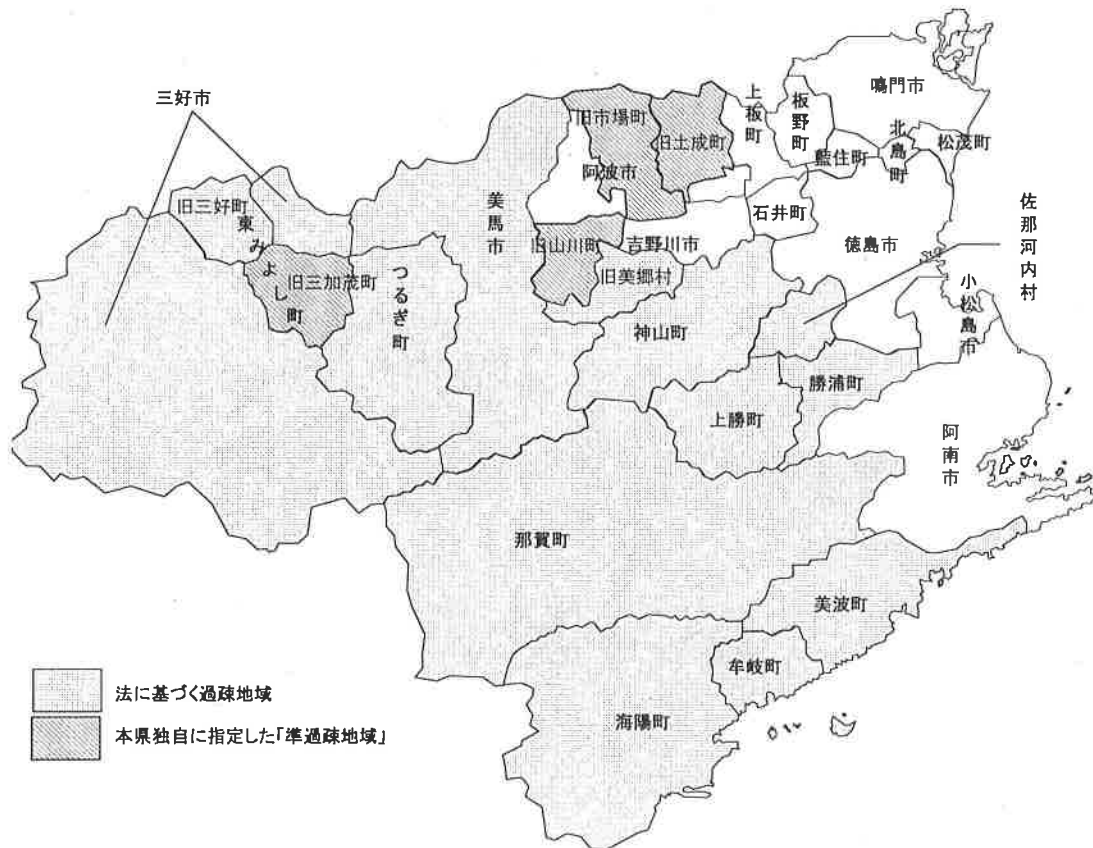 三好市
鳴門市
上板町
板野町
旧市場町
旧土成町
北島町
松茂町
藍住町
阿波市
美馬市
佐那河内村
旧三好町
東みよし町
石井町
旧山川町
吉野川市
徳島市
旧三加茂町
つるぎ町
旧美郷村
小松島市
神山町
勝浦町
上勝町
阿南市
那賀町
美波町
牟岐町
海陽町
法に基づく過疎地域
本県独自に指定した「準過疎地域」